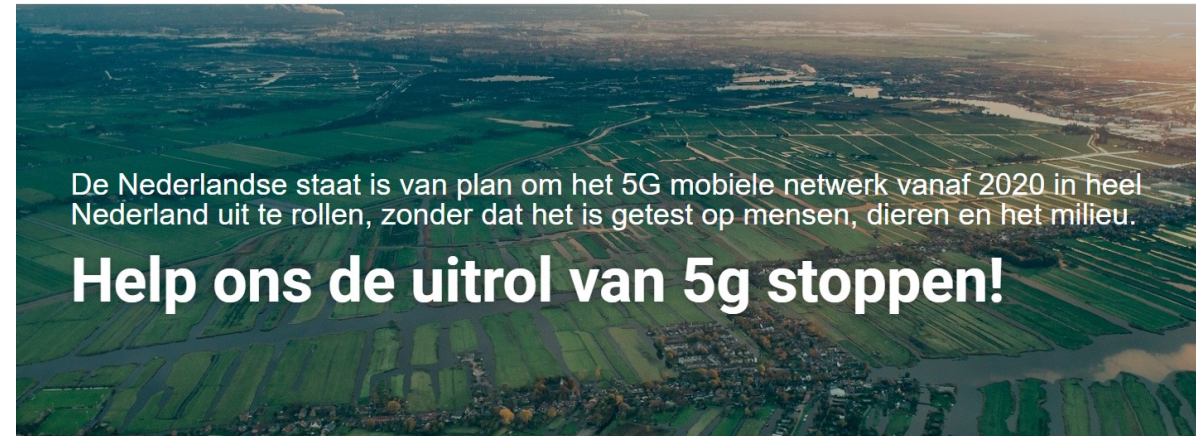 De Nederlandse staat is van plan om het 5G mobiele netwerk vanaf 2020 in heel
Nederland uit te rollen, zonder dat het is getest op mensen, dieren en het milieu.
Help ons de uitrol van 5g stoppen!